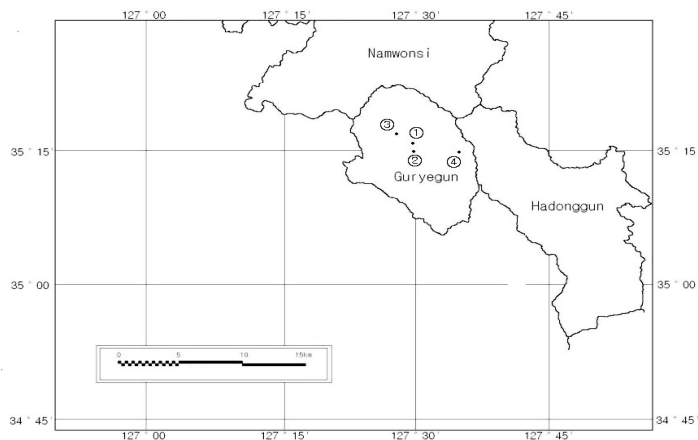 127° 00' 127° 15' 127° 30' 127° 45'
Namwonsi
③ ①
35° 15' 35° 15'
② ④
Guryegun
Hadonggun
35° 00' 35° 00'
0 5 10 15km
34° 45' 34° 45'
127° 00' 127° 15' 127° 30' 127° 45'